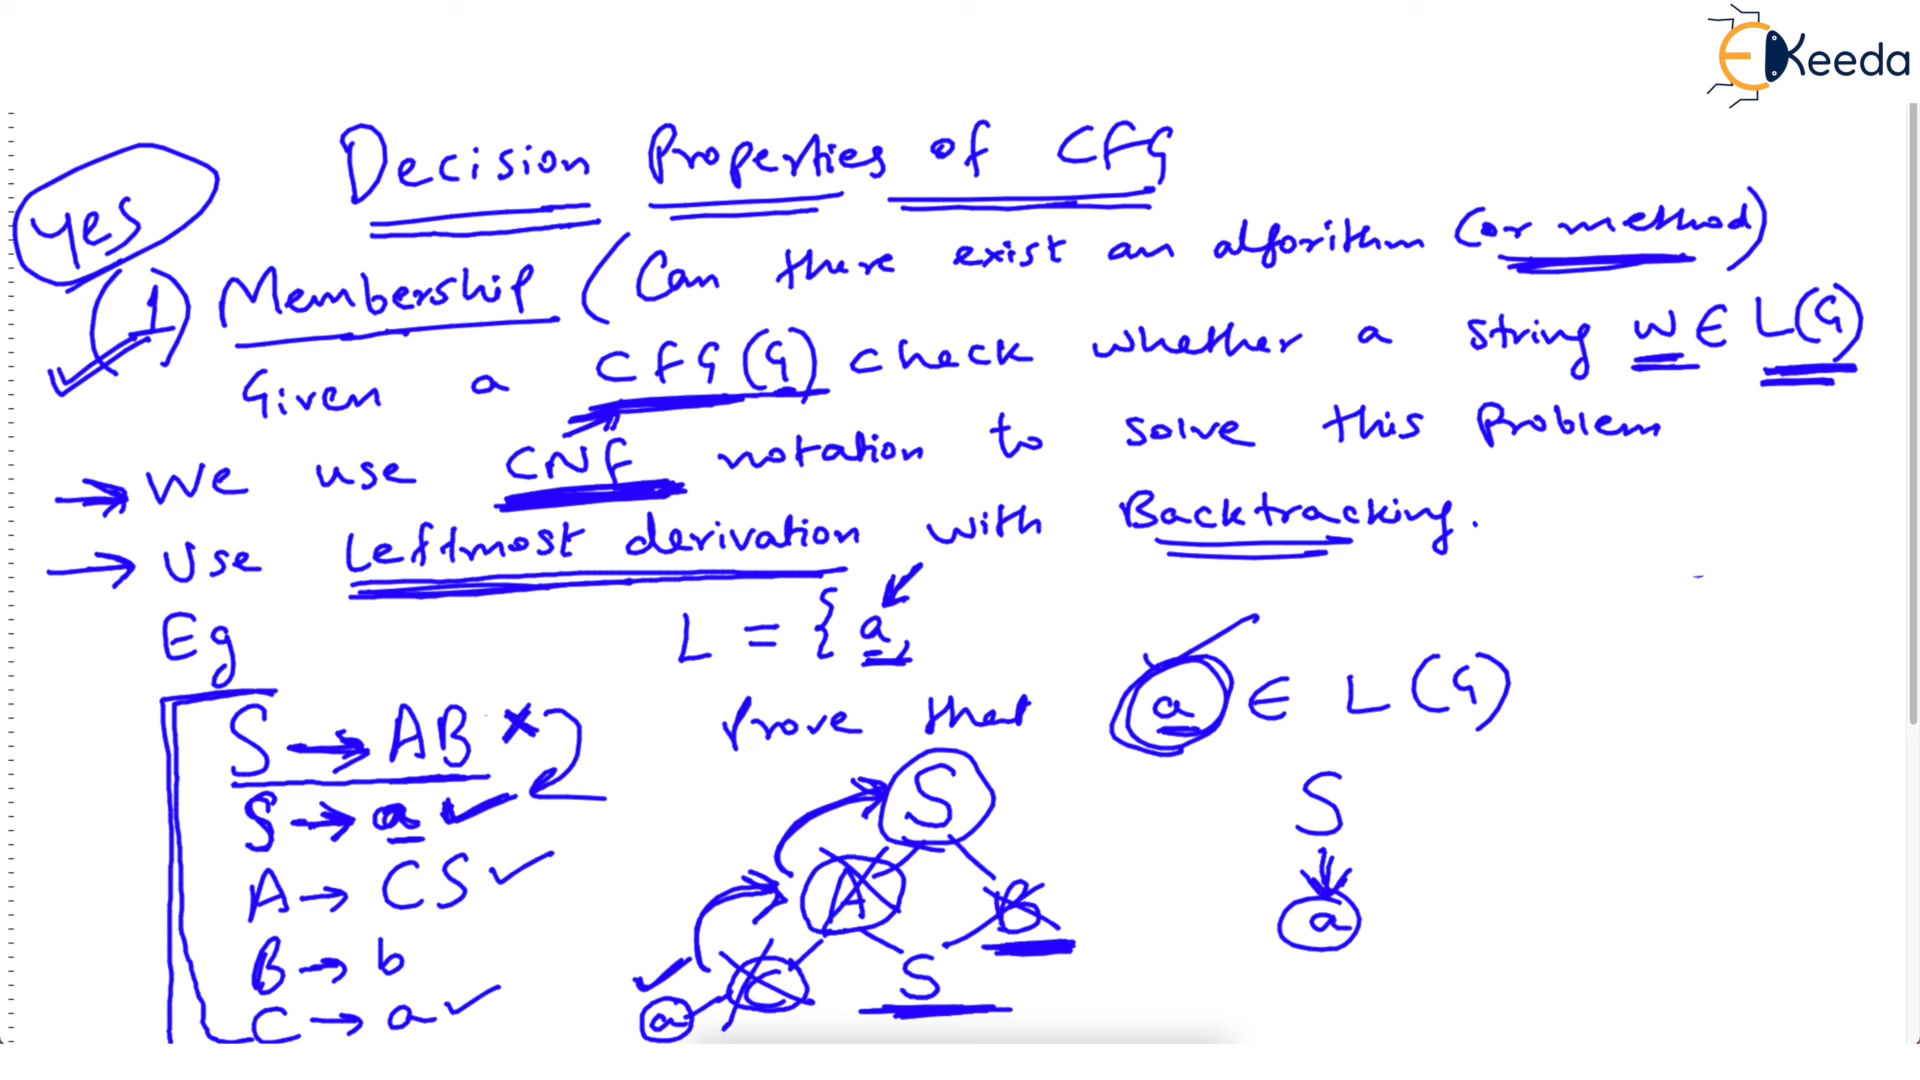 EKeeda
Decision Properties of CFG
yes
(1) Membership (Can there exist an algorithm (or method)
Given a CFG (G) check whether a string w ∈ L(G)
→ We use CNF notation to solve this Problem
→ Use Leftmost derivation with Backtracking.
Eg
L = { a,
Prove that a ∈ L(G)
S → AB ×
S → a ✓
A → CS ✓
B → b
C → a ✓
S
A B
C S
a
S
↓
a